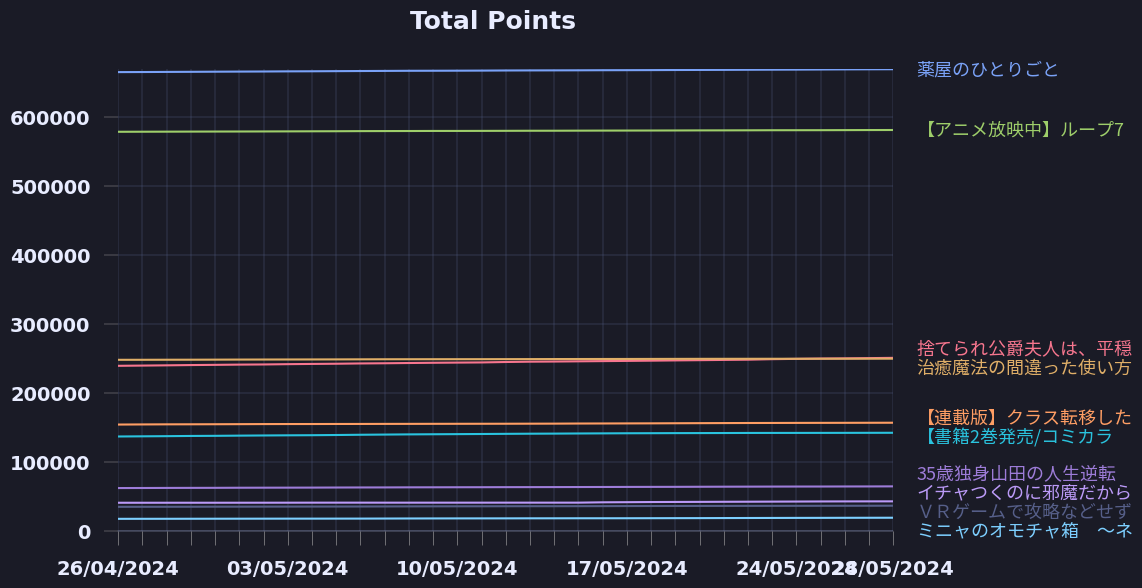 Total Points
薬屋のひとりごと
600000
【アニメ放映中】ループ7
500000
400000
300000
捨てられ公爵夫人は、平穏
治癒魔法の間違った使い方
200000
【連載版】クラス転移した
【書籍2巻発売/コミカラ
100000
35歳独身山田の人生逆転
イチャつくのに邪魔だから
ＶＲゲームで攻略などせず
ミニャのオモチャ箱　～ネ
0
26/04/2024 03/05/2024 10/05/2024 17/05/2024 24/05/2024 28/05/2024